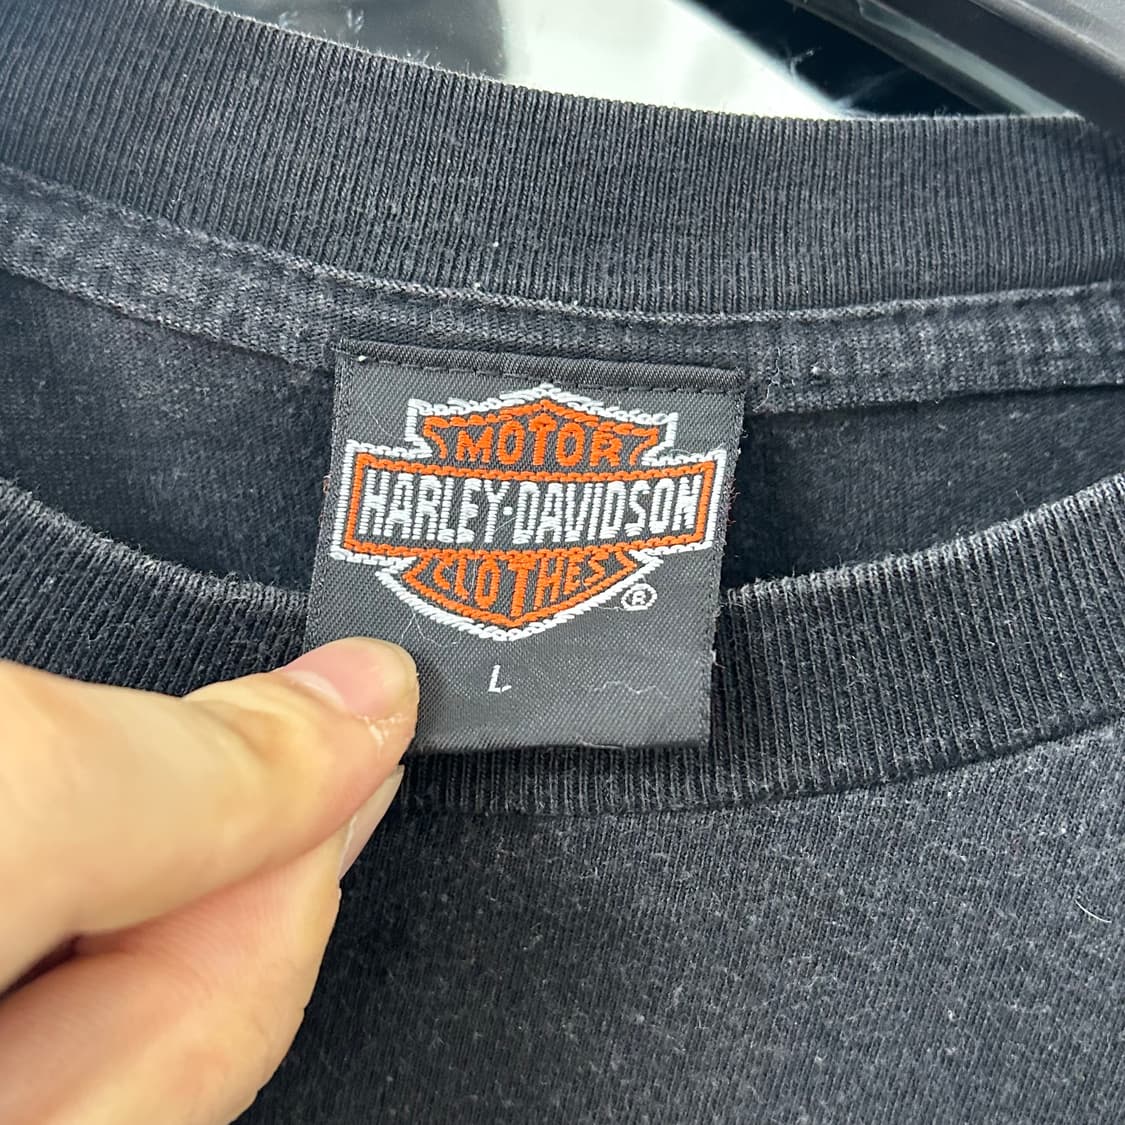 MOTOR
HARLEY-DAVIDSON
CLOTHES
®
L